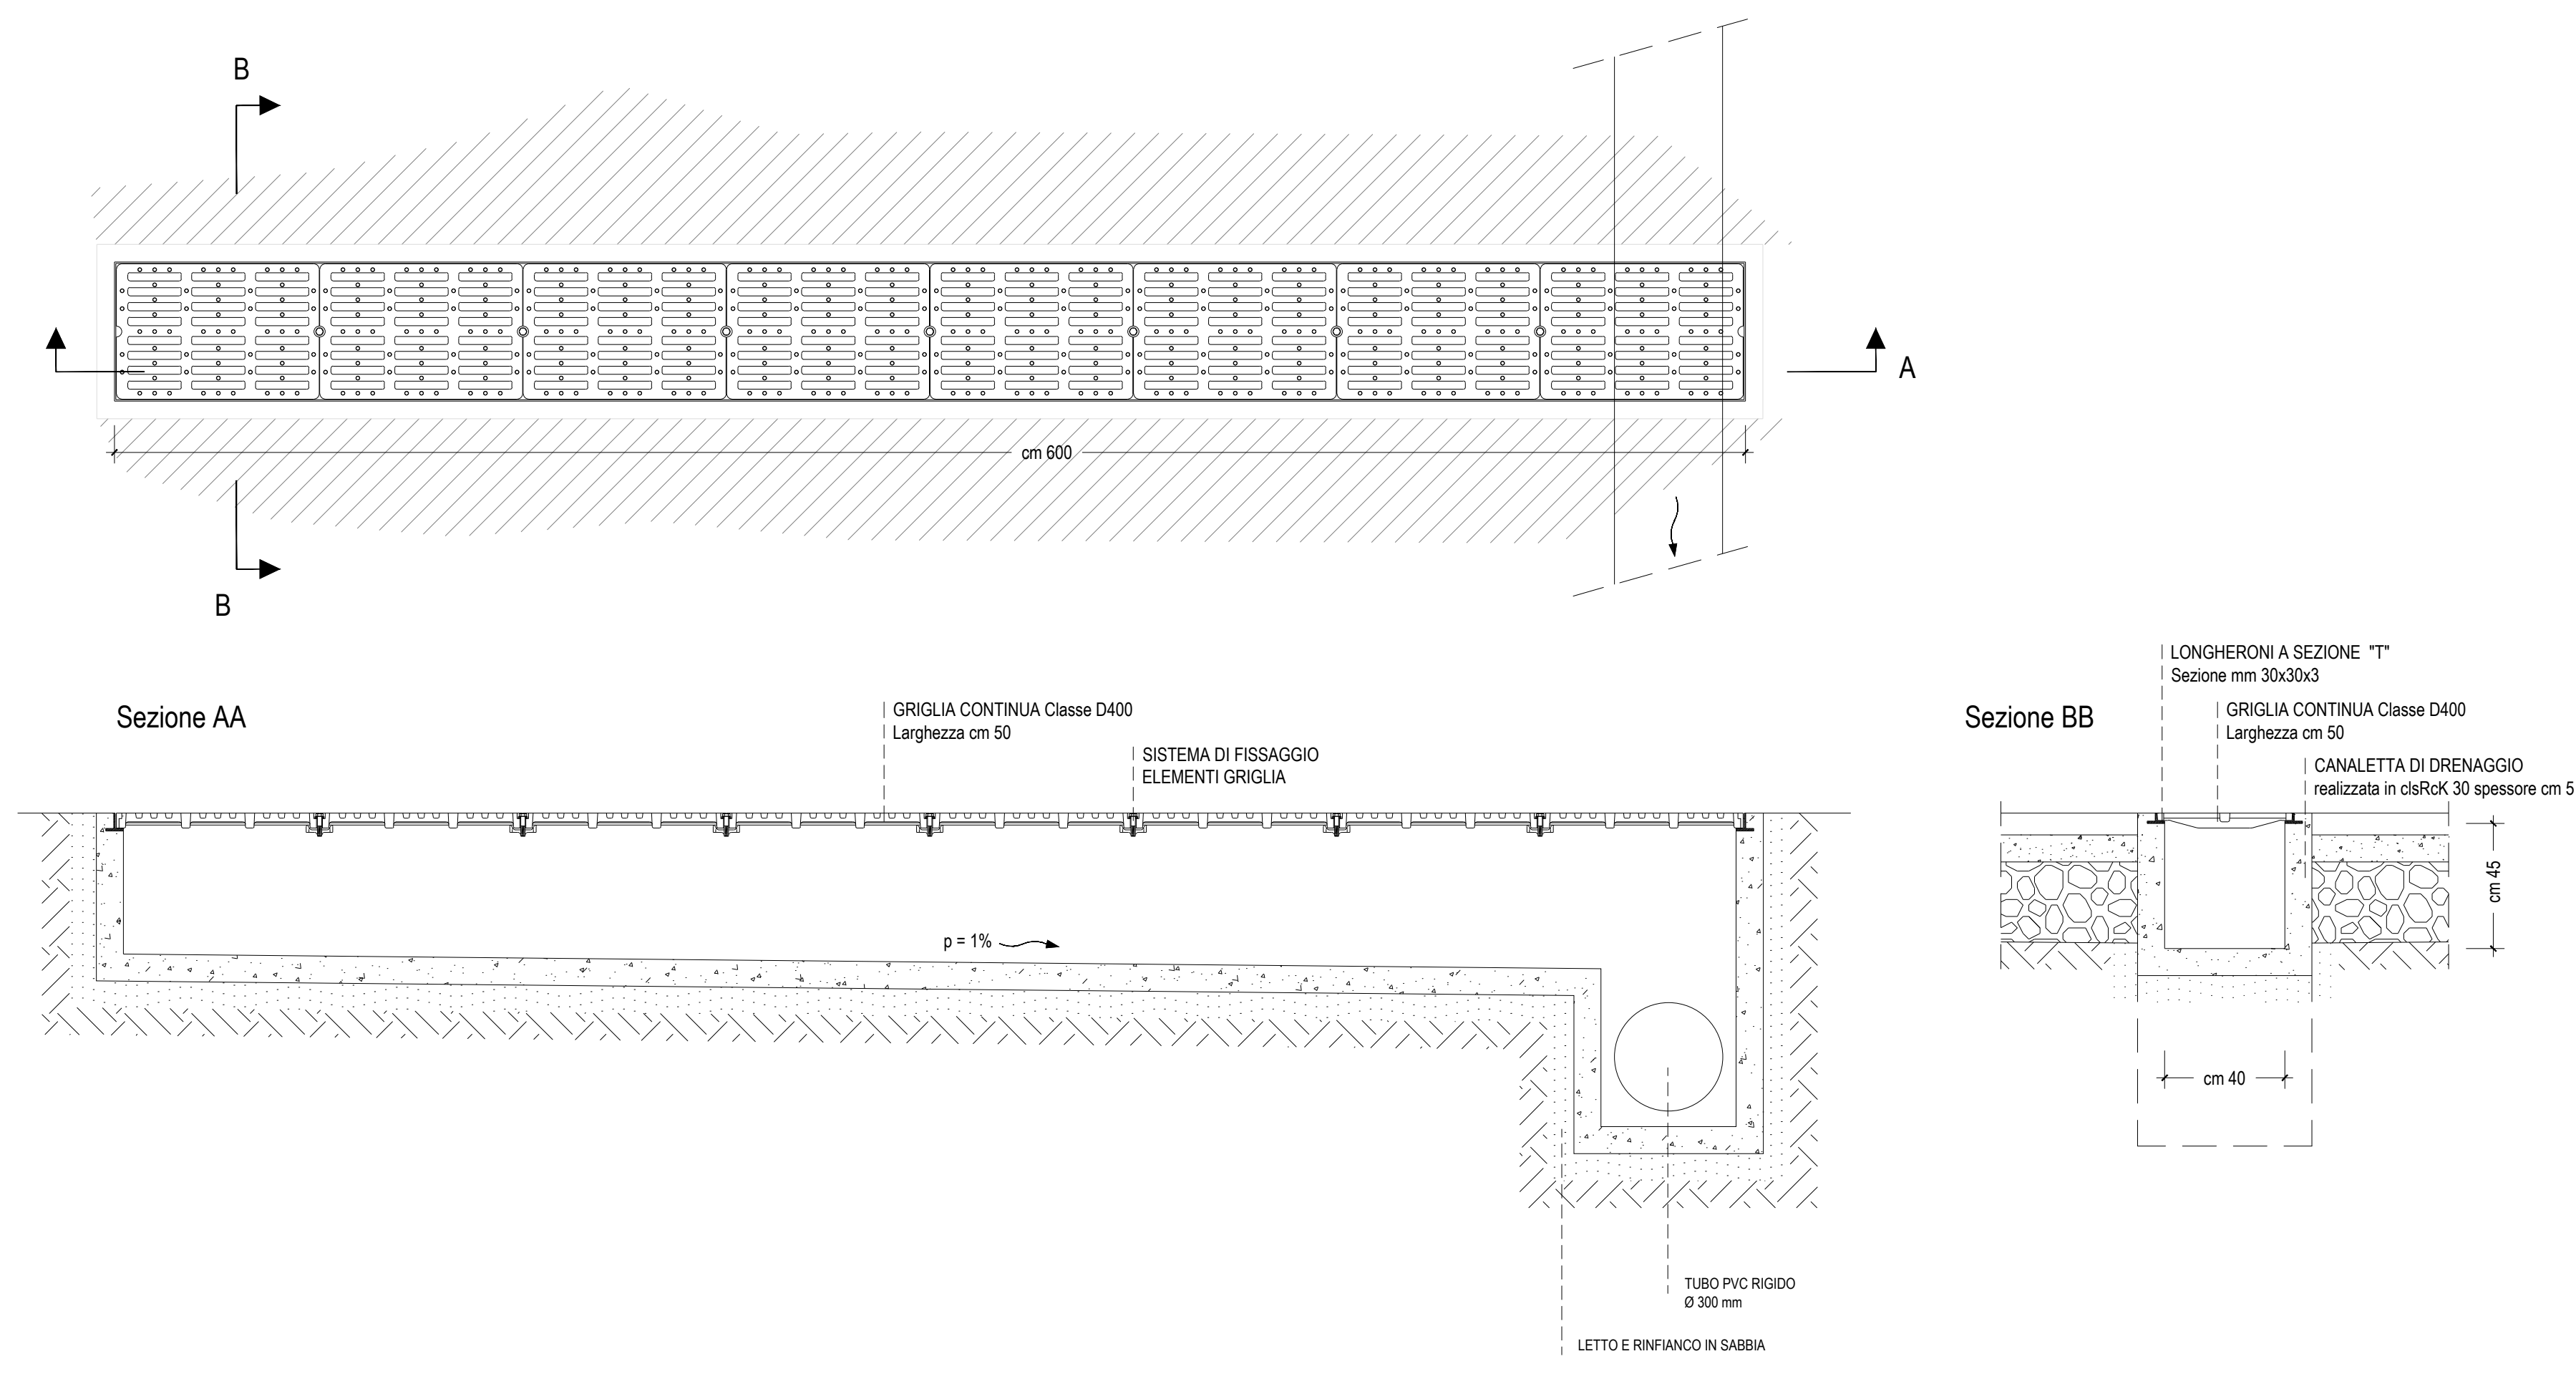 B
A
cm 600
B
Sezione AA
GRIGLIA CONTINUA Classe D400
Larghezza cm 50
SISTEMA DI FISSAGGIO
ELEMENTI GRIGLIA
p = 1%
TUBO PVC RIGIDO
Ø 300 mm
LETTO E RINFIANCO IN SABBIA
Sezione BB
LONGHERONI A SEZIONE "T"
Sezione mm 30x30x3
GRIGLIA CONTINUA Classe D400
Larghezza cm 50
CANALETTA DI DRENAGGIO
realizzata in clsRcK 30 spessore cm 5
cm 45
cm 40